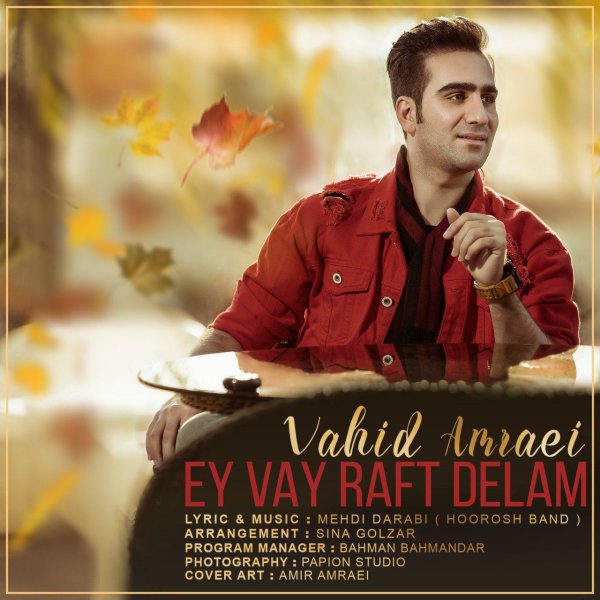 Vahid Amraei
EY VAY RAFT DELAM
LYRIC & MUSIC : MEHDI DARABI ( HOOROSH BAND )
ARRANGEMENT : SINA GOLZAR
PROGRAM MANAGER : BAHMAN BAHMANDAR
PHOTOGRAPHY : PAPION STUDIO
COVER ART : AMIR AMRAEI